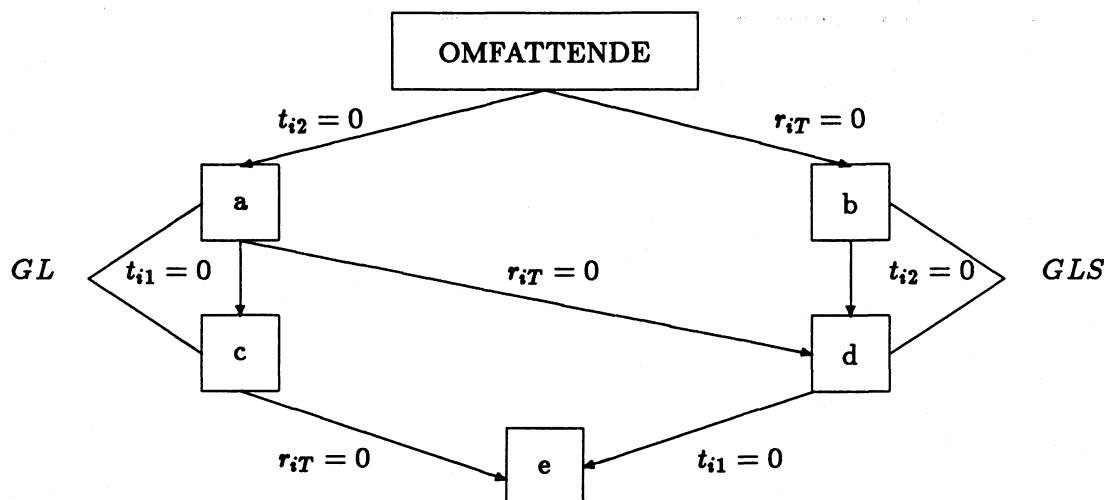 OMFATTENDE
t_{i2} = 0
r_{iT} = 0
a
b
GL
t_{i1} = 0
r_{iT} = 0
t_{i2} = 0
GLS
c
d
r_{iT} = 0
e
t_{i1} = 0